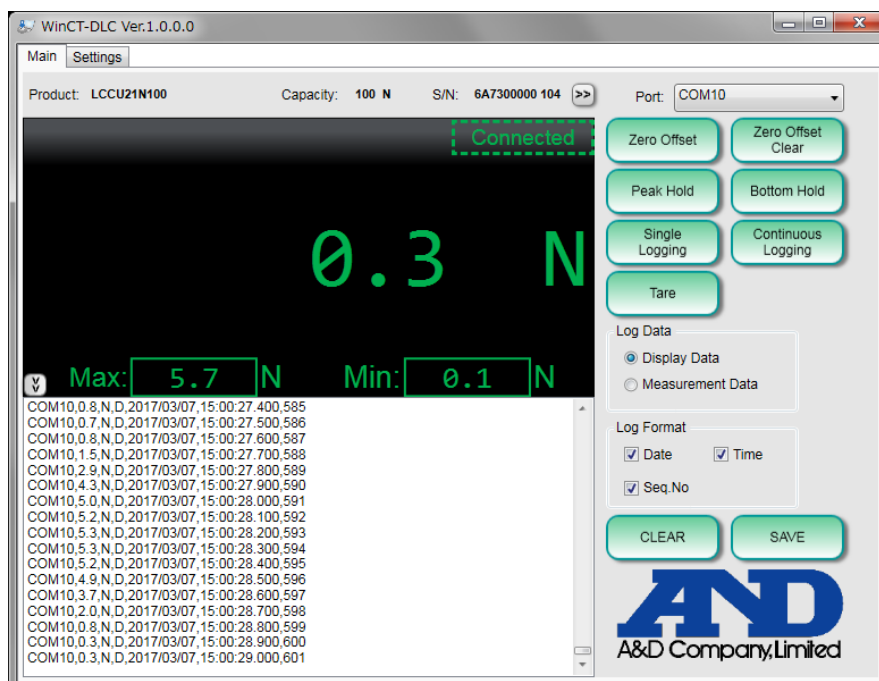 WinCT-DLC Ver.1.0.0.0
Main Settings
Product: LCCU21N100 Capacity: 100 N S/N: 6A7300000 104 >> Port: COM10
Connected
0.3 N
Max: 5.7 N Min: 0.1 N
COM10,0.8,N,D,2017/03/07,15:00:27.400,585
COM10,0.7,N,D,2017/03/07,15:00:27.500,586
COM10,0.8,N,D,2017/03/07,15:00:27.600,587
COM10,1.5,N,D,2017/03/07,15:00:27.700,588
COM10,2.9,N,D,2017/03/07,15:00:27.800,589
COM10,4.3,N,D,2017/03/07,15:00:27.900,590
COM10,5.0,N,D,2017/03/07,15:00:28.000,591
COM10,5.2,N,D,2017/03/07,15:00:28.100,592
COM10,5.3,N,D,2017/03/07,15:00:28.200,593
COM10,5.3,N,D,2017/03/07,15:00:28.300,594
COM10,5.2,N,D,2017/03/07,15:00:28.400,595
COM10,4.9,N,D,2017/03/07,15:00:28.500,596
COM10,3.7,N,D,2017/03/07,15:00:28.600,597
COM10,2.0,N,D,2017/03/07,15:00:28.700,598
COM10,0.8,N,D,2017/03/07,15:00:28.800,599
COM10,0.3,N,D,2017/03/07,15:00:28.900,600
COM10,0.3,N,D,2017/03/07,15:00:29.000,601
Zero Offset
Zero Offset
Clear
Peak Hold
Bottom Hold
Single
Logging
Continuous
Logging
Tare
Log Data
Display Data
Measurement Data
Log Format
Date Time
Seq.No
CLEAR SAVE
AND
A&D Company,Limited